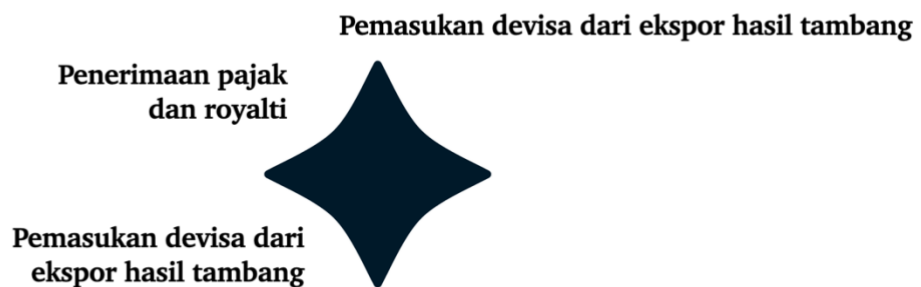 Pemasukan devisa dari ekspor hasil tambang
Penerimaan pajak
dan royalti
Pemasukan devisa dari
ekspor hasil tambang